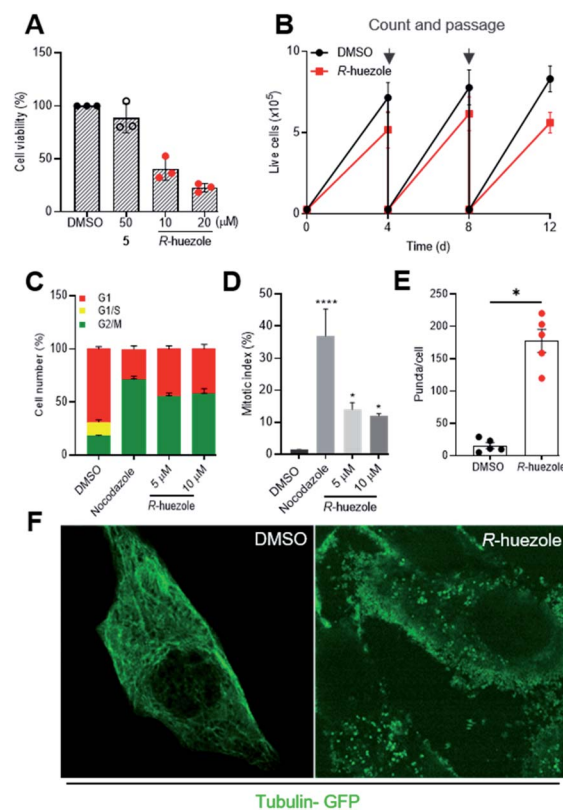 A
Cell viability (%)
150
100
50
0
DMSO
50
10
20 (μM)
5
R-huezole
B
Count and passage
DMSO
R-huezole
Live cells (x10⁵)
10
5
0
0
4
8
12
Time (d)
C
G1
G1/S
G2/M
Cell number (%)
150
100
50
0
DMSO
Nocodazole
5 μM
10 μM
R-huezole
D
Mitotic index (%)
50
40
30
20
10
0
****
*
*
DMSO
Nocodazole
5 μM
10 μM
R-huezole
E
*
Puncta/cell
250
200
150
100
50
0
DMSO
R-huezole
F
DMSO
R-huezole
Tubulin- GFP